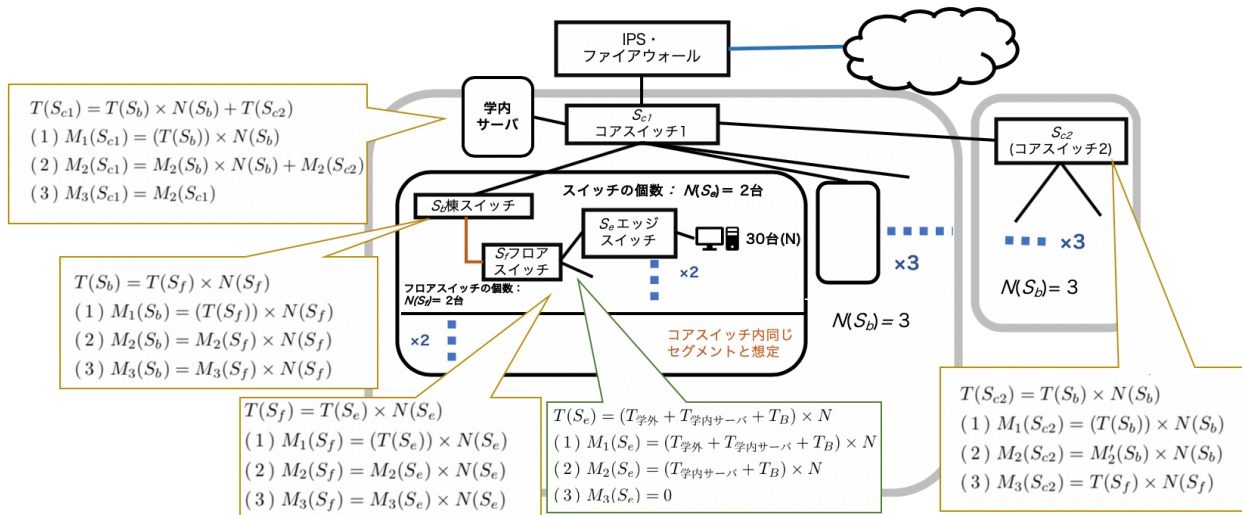 IPS・
ファイアウォール
学内
サーバ
S_{c1}
コアスイッチ1
S_{c2}
(コアスイッチ2)
T(S_{c1}) = T(S_b) × N(S_b) + T(S_{c2})
(1) M_1(S_{c1}) = (T(S_b)) × N(S_b)
(2) M_2(S_{c1}) = M_2(S_b) × N(S_b) + M_2(S_{c2})
(3) M_3(S_{c1}) = M_2(S_{c1})
スイッチの個数： N(S_e)= 2台
S_b棟スイッチ
S_eエッジ
スイッチ
30台(N)
S_fフロア
スイッチ
×2
フロアスイッチの個数：
N(S_f)= 2台
×2
コアスイッチ内同じ
セグメントと想定
×3
N(S_b)= 3
×3
N(S_b)= 3
T(S_b) = T(S_f) × N(S_f)
(1) M_1(S_b) = (T(S_f)) × N(S_f)
(2) M_2(S_b) = M_2(S_f) × N(S_f)
(3) M_3(S_b) = M_3(S_f) × N(S_f)
T(S_f) = T(S_e) × N(S_e)
(1) M_1(S_f) = (T(S_e)) × N(S_e)
(2) M_2(S_f) = M_2(S_e) × N(S_e)
(3) M_3(S_f) = M_3(S_e) × N(S_e)
T(S_e) = (T_{学外} + T_{学内サーバ} + T_B) × N
(1) M_1(S_e) = (T_{学外} + T_{学内サーバ} + T_B) × N
(2) M_2(S_e) = (T_{学内サーバ} + T_B) × N
(3) M_3(S_e) = 0
T(S_{c2}) = T(S_b) × N(S_b)
(1) M_1(S_{c2}) = (T(S_b)) × N(S_b)
(2) M_2(S_{c2}) = M'_2(S_b) × N(S_b)
(3) M_3(S_{c2}) = T(S_f) × N(S_f)